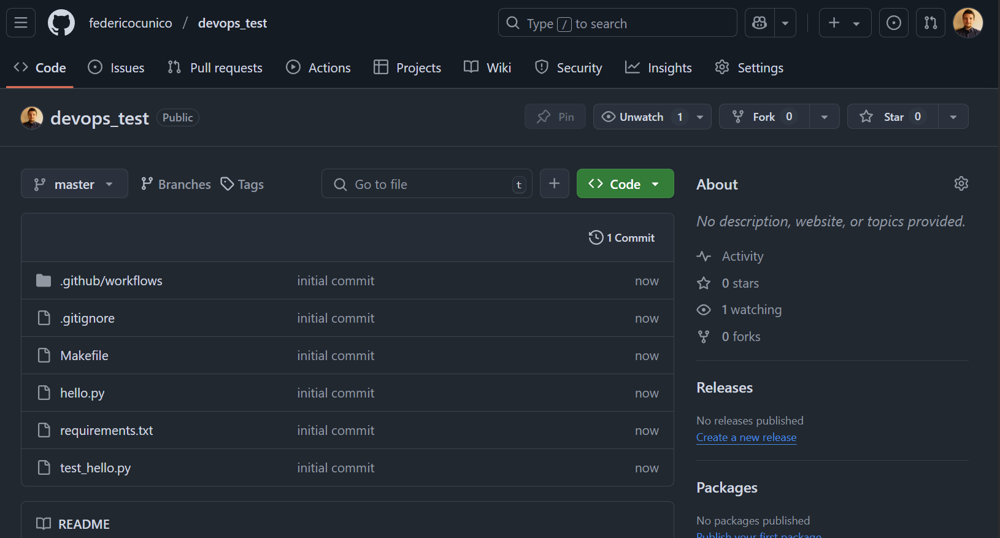 federicocunico / devops_test
Type / to search
Code Issues Pull requests Actions Projects Wiki Security Insights Settings
devops_test Public
Pin Unwatch 1 Fork 0 Star 0
master Branches Tags Go to file t Code
About
No description, website, or topics provided.
1 Commit
.github/workflows initial commit now
.gitignore initial commit now
Makefile initial commit now
hello.py initial commit now
requirements.txt initial commit now
test_hello.py initial commit now
README
Activity
0 stars
1 watching
0 forks
Releases
No releases published
Create a new release
Packages
No packages published
Publish your first package